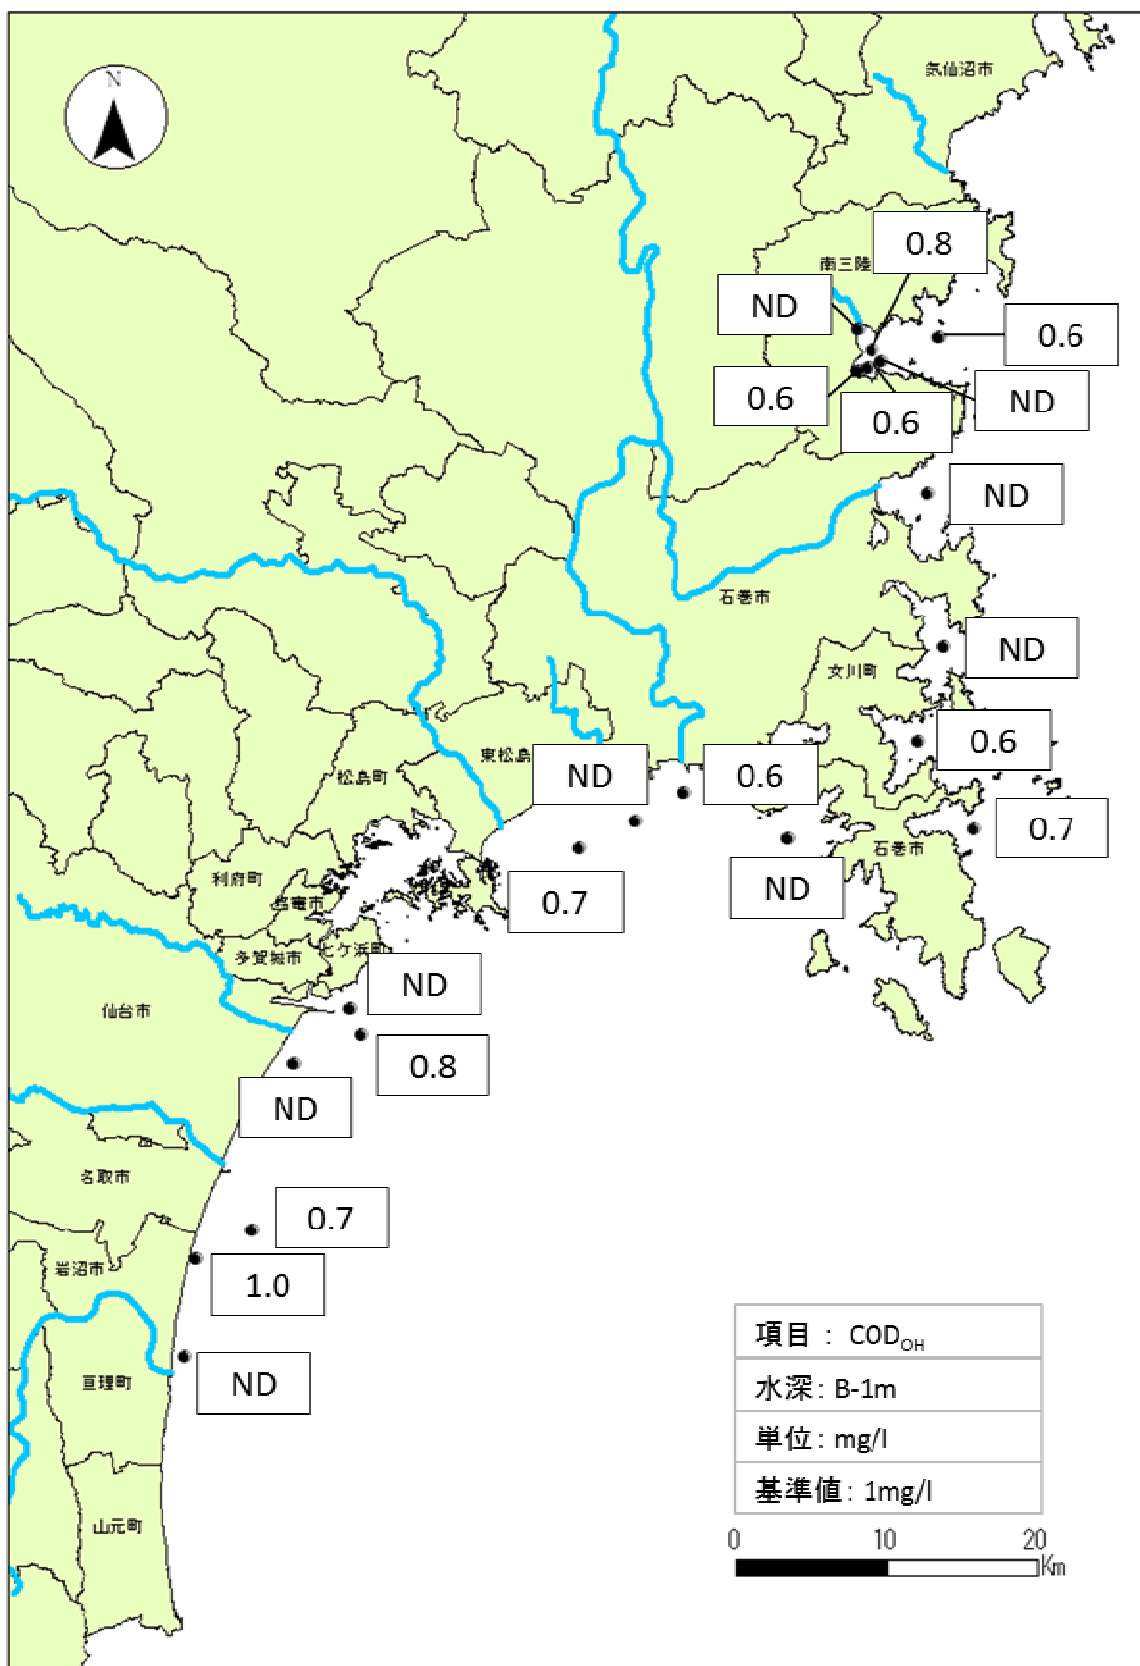 N
気仙沼市
0.8
南三陸
ND
0.6
0.6
ND
0.6
ND
石巻市
ND
女川町
0.6
東松島
ND
0.6
松島町
0.7
石巻市
利府町
塩竈市
0.7
ND
多賀城市
七ケ浜町
ND
仙台市
0.8
ND
名取市
0.7
岩沼市
1.0
亘理町
ND
項目： COD_OH
水深：B-1m
単位：mg/l
基準値：1mg/l
山元町
0 10 20
Km